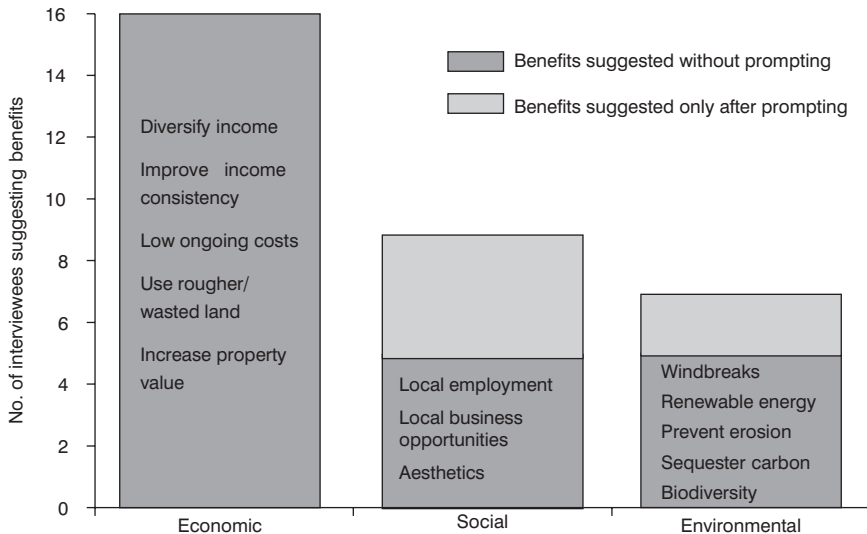 No. of interviewees suggesting benefits
16
14
12
10
8
6
4
2
0
Benefits suggested without prompting
Benefits suggested only after prompting
Diversify income
Improve income
consistency
Low ongoing costs
Use rougher/
wasted land
Increase property
value
Local employment
Local business
opportunities
Aesthetics
Windbreaks
Renewable energy
Prevent erosion
Sequester carbon
Biodiversity
Economic
Social
Environmental